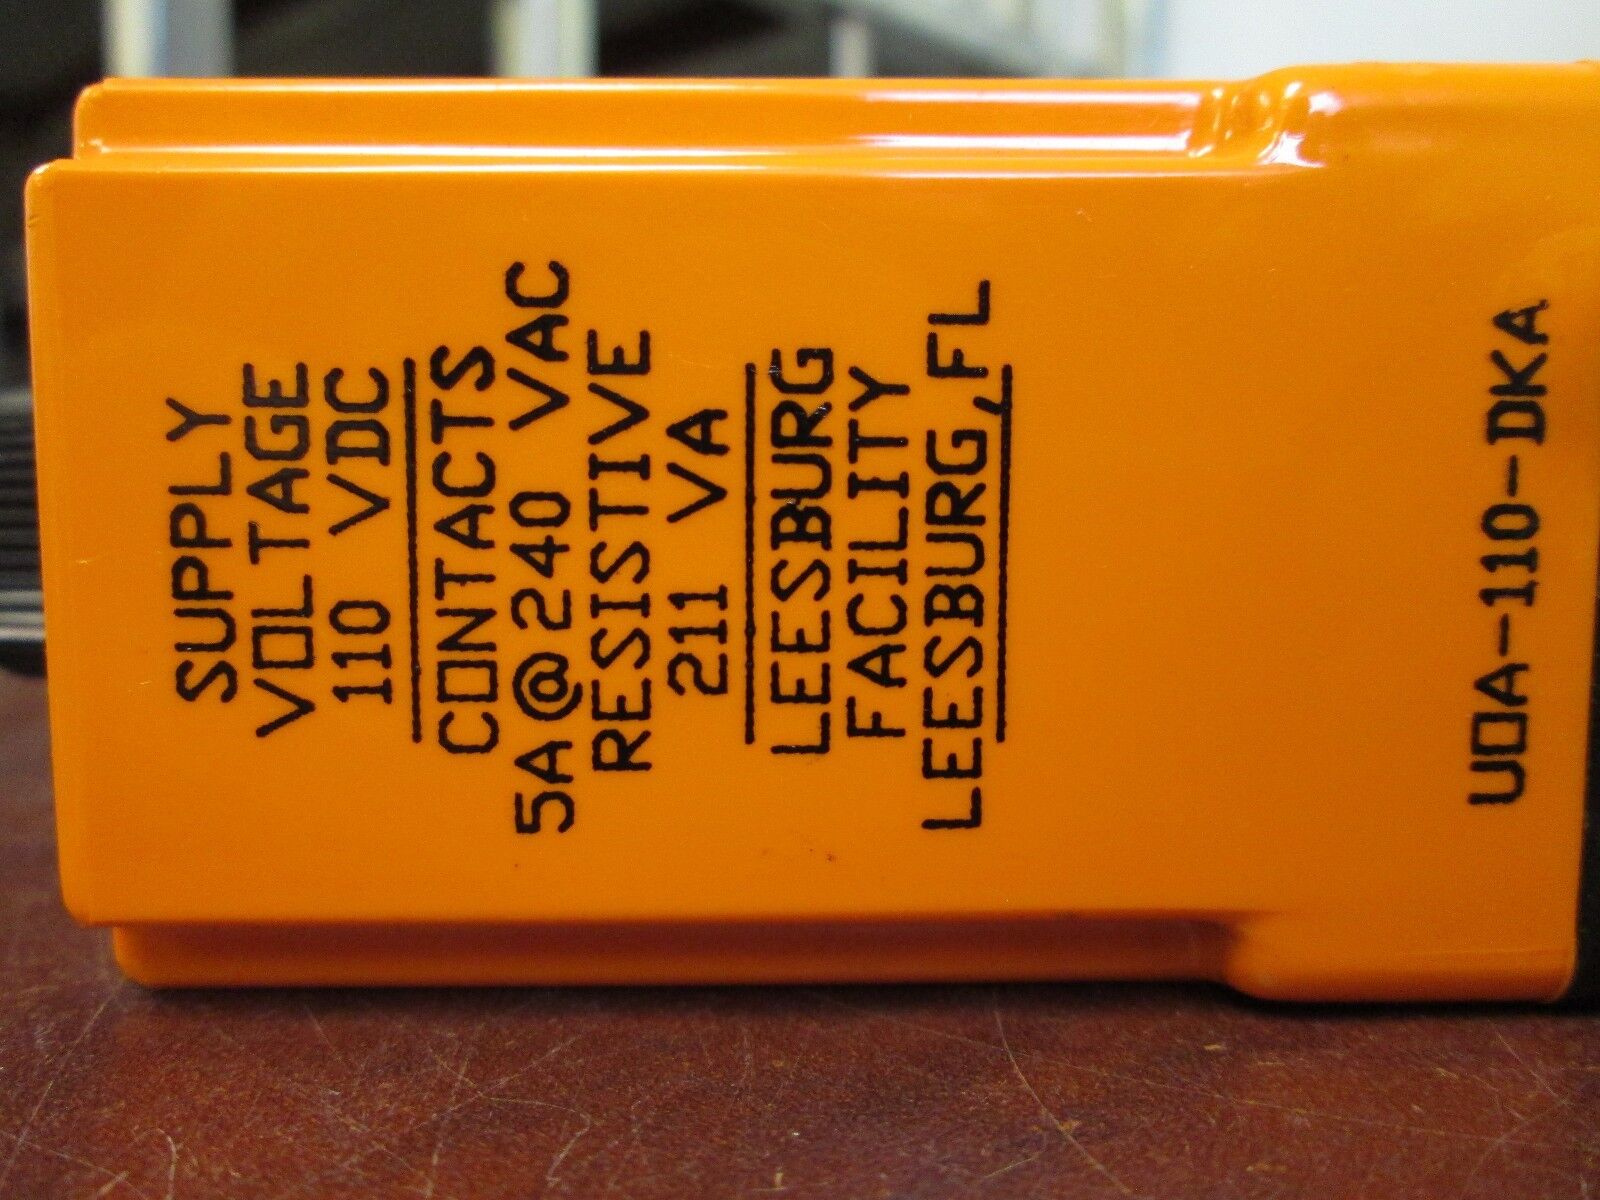 SUPPLY
VOLTAGE
110 VDC
CONTACTS
5A@240 VAC
RESISTIVE
211 VA
LEESBURG
FACILITY
LEESBURG,FL
UOA-110-DKA